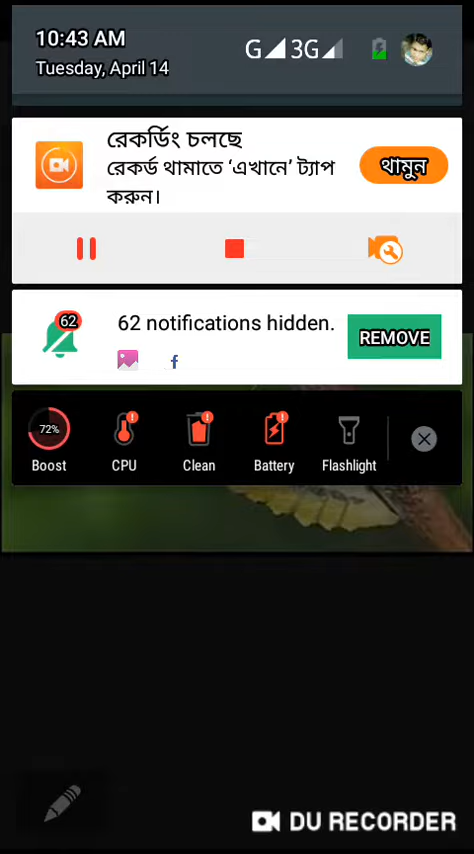 10:43 AM
G 3G
Tuesday, April 14
রেকর্ডিং চলছে
রেকর্ড থামাতে ‘এখানে’ ট্যাপ
করুন।
থামুন
62
62 notifications hidden.
REMOVE
72%
Boost
CPU
Clean
Battery
Flashlight
DU RECORDER